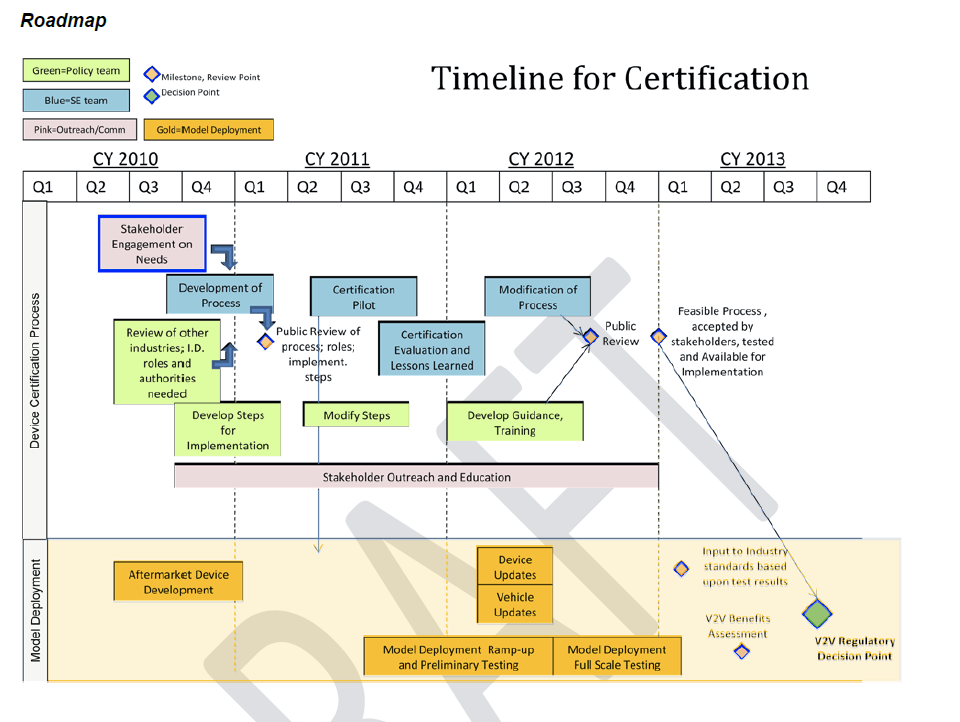 Roadmap
Timeline for Certification
Green=Policy team
Milestone, Review Point
Blue=SE team
Decision Point
Pink=Outreach/Comm
Gold=Model Deployment
CY 2010
CY 2011
CY 2012
CY 2013
Q1 Q2 Q3 Q4 Q1 Q2 Q3 Q4 Q1 Q2 Q3 Q4 Q1 Q2 Q3 Q4
Device Certification Process
Stakeholder
Engagement on
Needs
Development of
Process
Certification
Pilot
Modification of
Process
Review of other
industries; I.D.
roles and
authorities
needed
Public Review of
process; roles;
implement.
steps
Certification
Evaluation and
Lessons Learned
Public
Review
Feasible Process ,
accepted by
stakeholders, tested
and Available for
Implementation
Develop Steps
for
Implementation
Modify Steps
Develop Guidance,
Training
Stakeholder Outreach and Education
Model Deployment
Aftermarket Device
Development
Device
Updates
Vehicle
Updates
Input to Industry
standards based
upon test results
V2V Benefits
Assessment
V2V Regulatory
Decision Point
Model Deployment Ramp-up
and Preliminary Testing
Model Deployment
Full Scale Testing
DRAFT